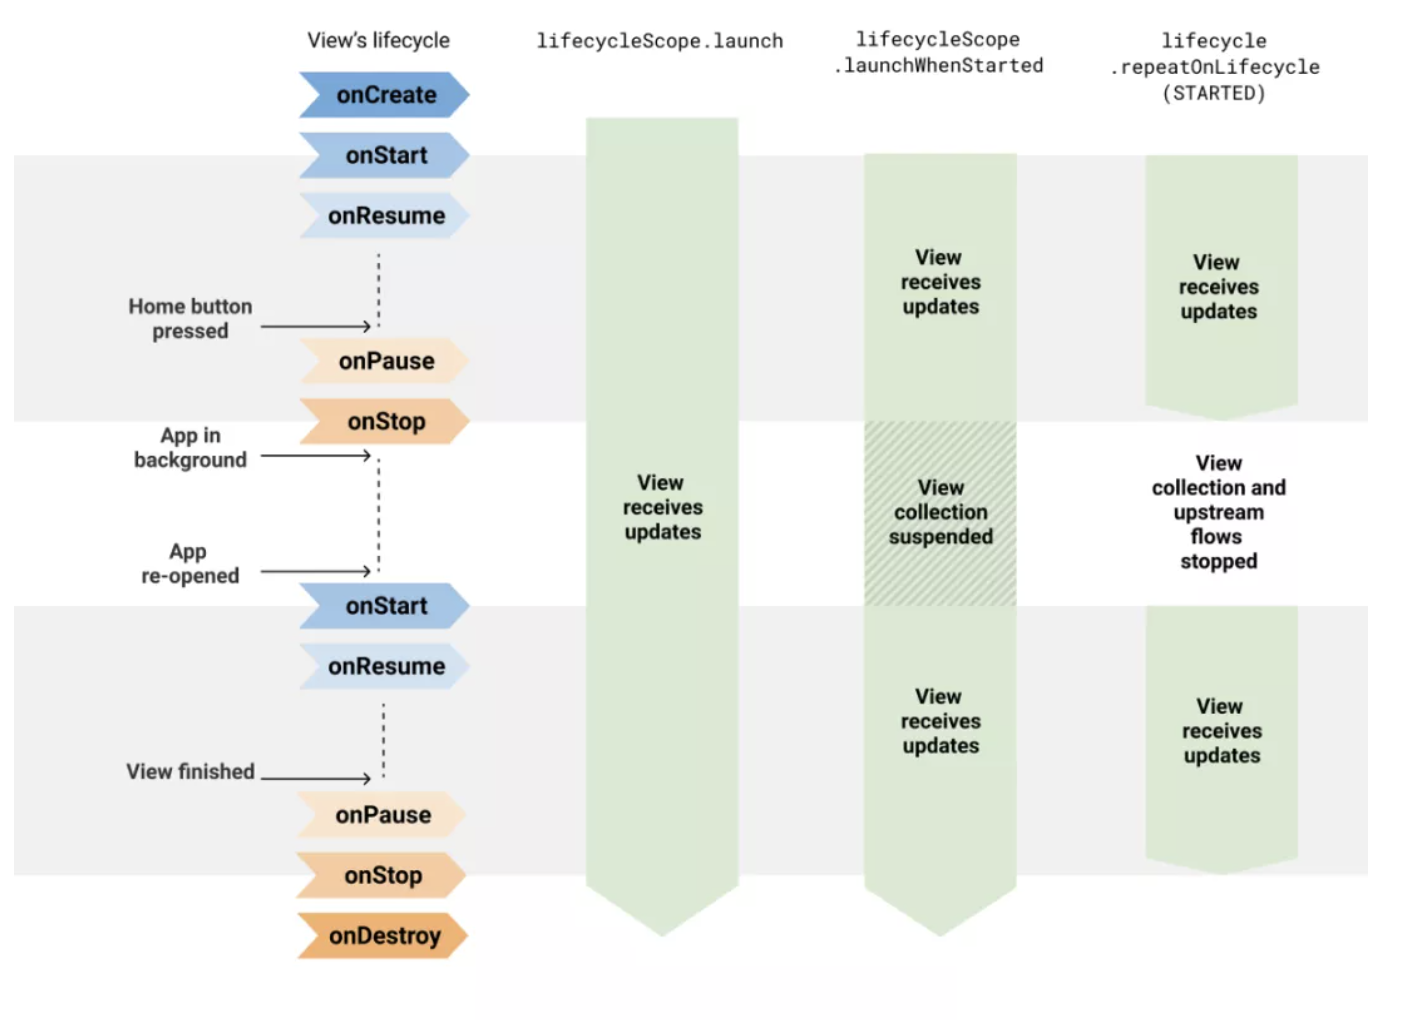 View's lifecycle
lifecycleScope.launch
lifecycleScope
.launchWhenStarted
lifecycle
.repeatOnLifecycle
(STARTED)
onCreate
onStart
onResume
Home button
pressed
onPause
onStop
App in
background
App
re-opened
onStart
onResume
View finished
onPause
onStop
onDestroy
View
receives
updates
View
receives
updates
View
collection
suspended
View
receives
updates
View
receives
updates
View
collection and
upstream
flows
stopped
View
receives
updates